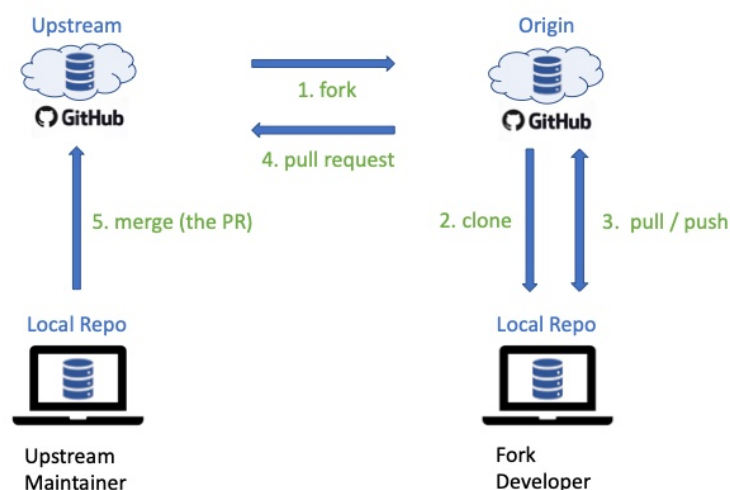 Upstream
Origin
GitHub
GitHub
1. fork
4. pull request
5. merge (the PR)
2. clone
3. pull / push
Local Repo
Local Repo
Upstream
Maintainer
Fork
Developer